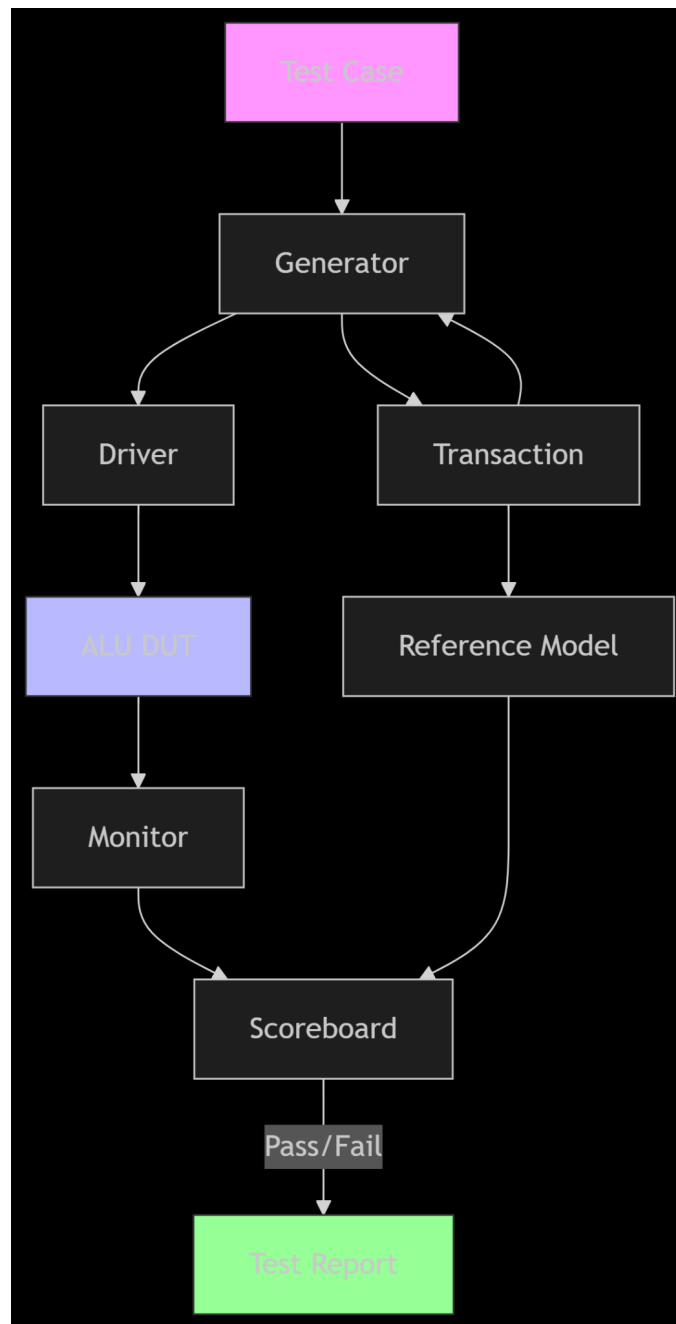 Test Case
Generator
Driver
Transaction
ALU DUT
Reference Model
Monitor
Scoreboard
Pass/Fail
Test Report